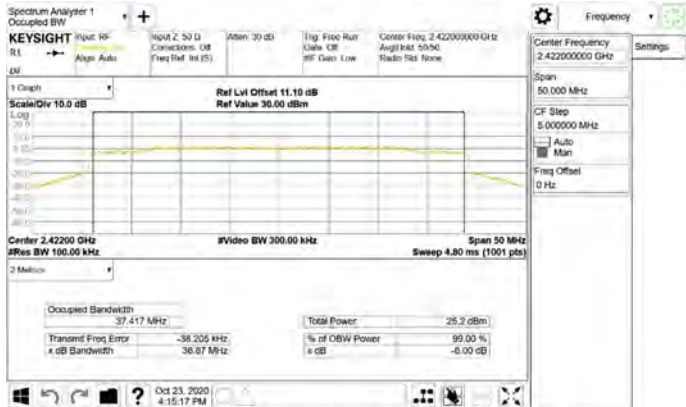 Spectrum Analyzer 1
Occupied BW
Frequency
KEYSIGHT
Input: RF
Align: Auto
Input Z: 50 Ω
Corrections: Off
Freq Ref: Int (S)
Atten: 30 dB
Trig: Free Run
Gate: Off
#IF Gain: Low
Center Freq: 2.422000000 GHz
Avg|Hold: 50/50
Radio Std: None
Center Frequency
2.422000000 GHz
Settings
Span
50.000 MHz
CF Step
5.000000 MHz
Auto
Man
Freq Offset
0 Hz
1 Graph
Scale/Div 10.0 dB
Ref Lvl Offset 11.10 dB
Ref Value 30.00 dBm
Log
Center 2.42200 GHz
#Res BW 100.00 kHz
#Video BW 300.00 kHz
Span 50 MHz
Sweep 4.80 ms (1001 pts)
2 Metrics
Occupied Bandwidth
37.417 MHz
Total Power
25.2 dBm
Transmit Freq Error
-36.205 kHz
% of OBW Power
99.00 %
x dB Bandwidth
36.87 MHz
x dB
-6.00 dB
?
Oct 23, 2020
4:15:17 PM